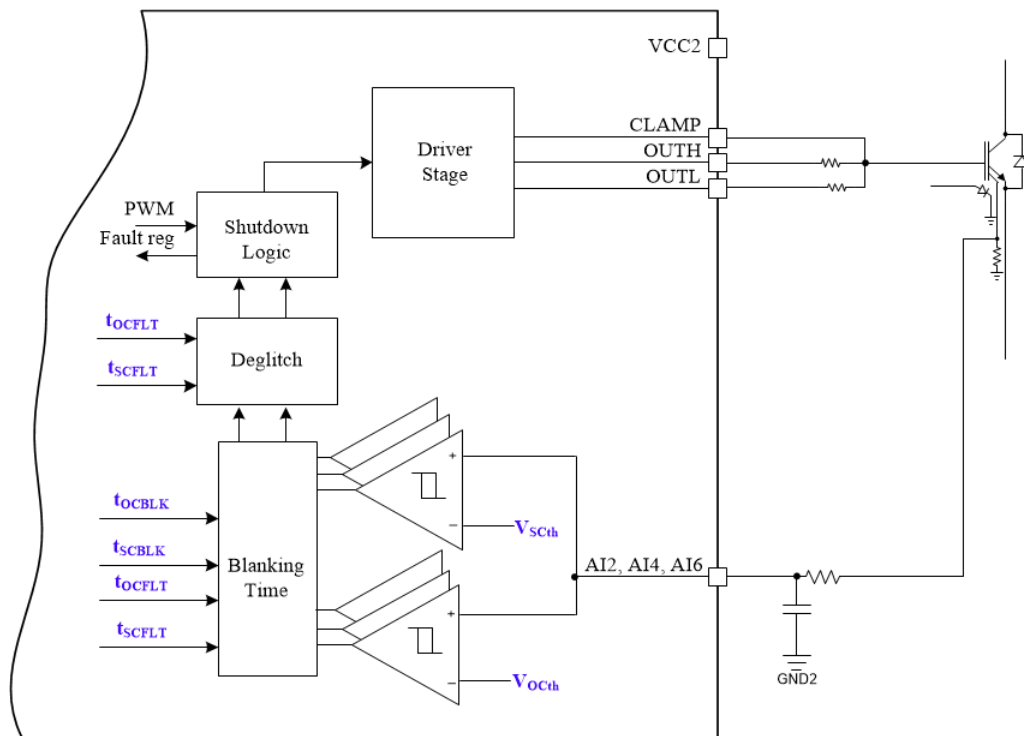 VCC2
CLAMP
OUTH
OUTL
Driver
Stage
PWM
Fault reg
Shutdown
Logic
tOCFLT
tSCFLT
Deglitch
+
−
VSCth
tOCBLK
tSCBLK
tOCFLT
tSCFLT
Blanking
Time
AI2, AI4, AI6
+
−
VOCth
GND2